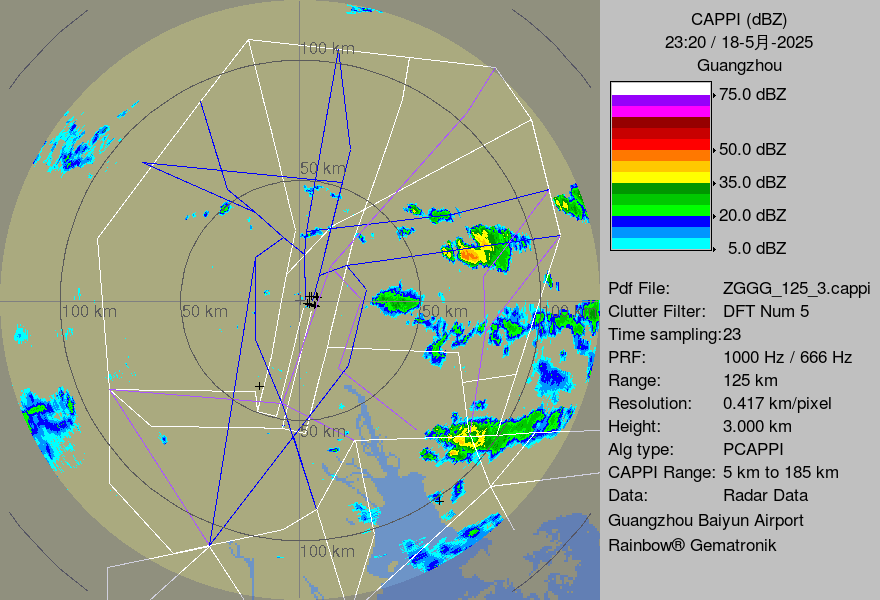 CAPPI (dBZ)
23:20 / 18-5月-2025
Guangzhou
75.0 dBZ
50.0 dBZ
35.0 dBZ
20.0 dBZ
5.0 dBZ
Pdf File: ZGGG_125_3.cappi
Clutter Filter: DFT Num 5
Time sampling:23
PRF: 1000 Hz / 666 Hz
Range: 125 km
Resolution: 0.417 km/pixel
Height: 3.000 km
Alg type: PCAPPI
CAPPI Range: 5 km to 185 km
Data: Radar Data
Guangzhou Baiyun Airport
Rainbow® Gematronik
100 km
50 km
100 km
50 km
50 km
100 km
50 km
100 km